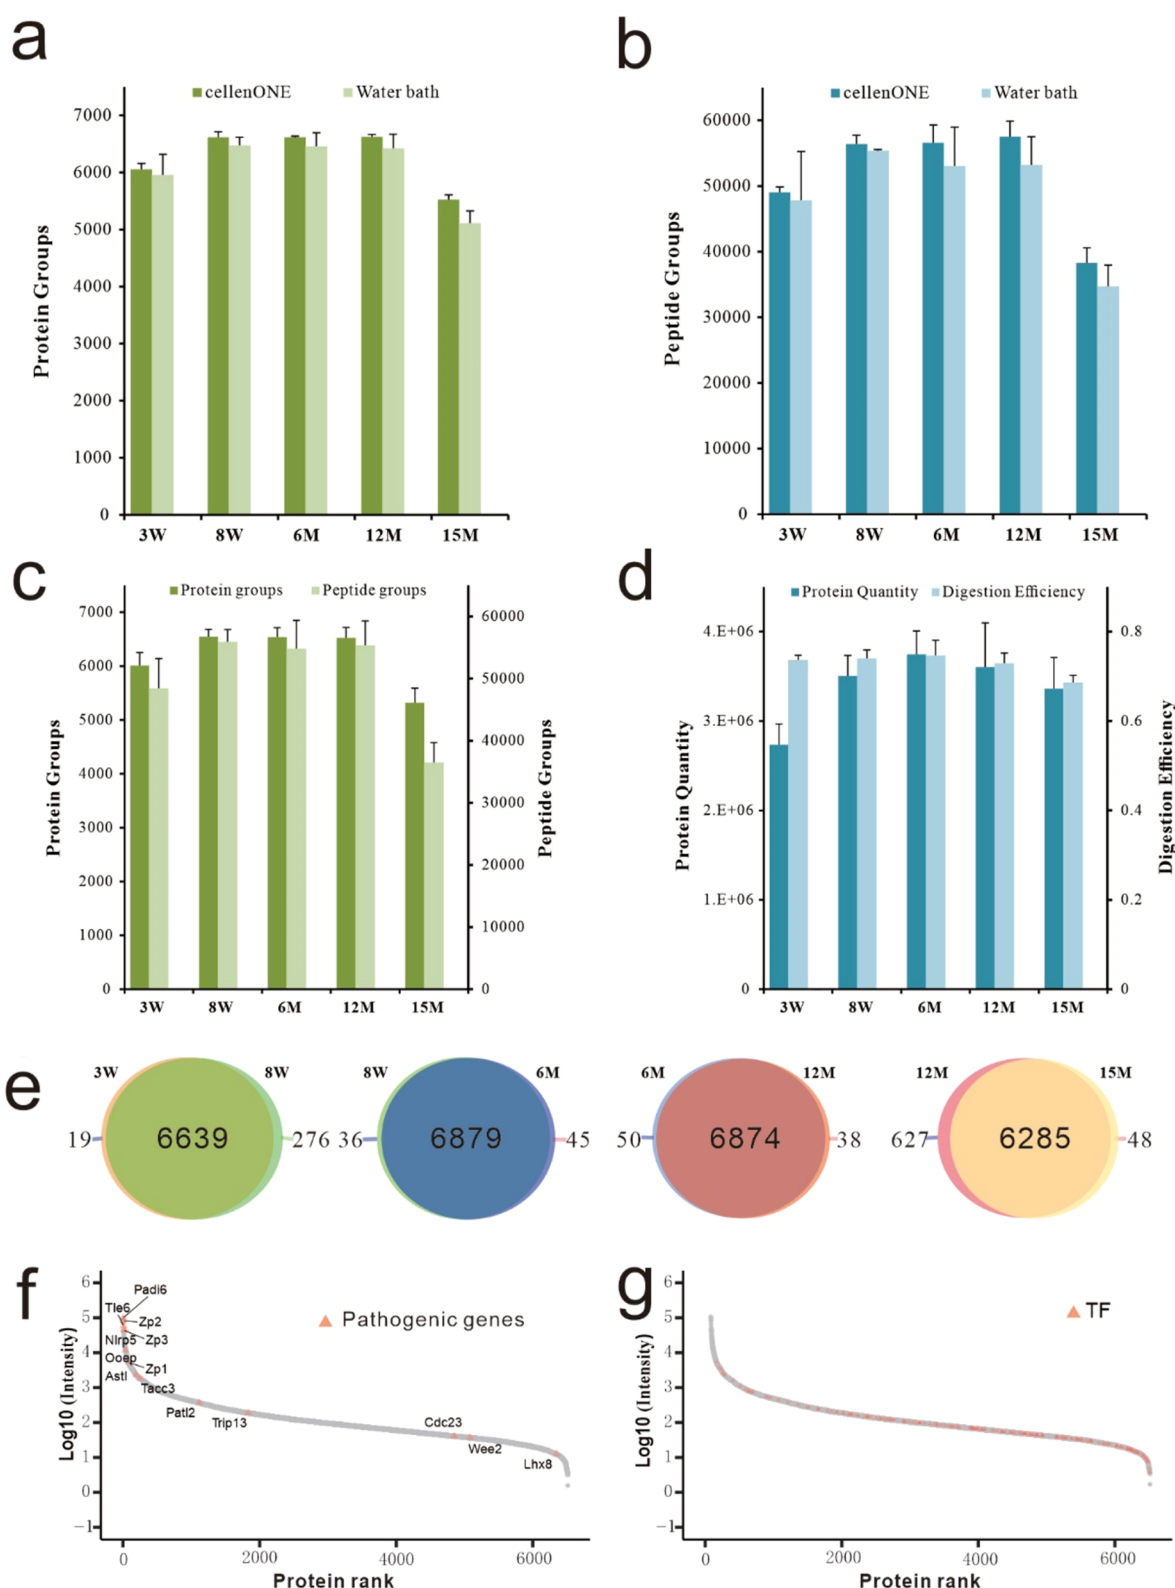 a
cellenONE Water bath
7000
6000
5000
4000
3000
2000
1000
0
Protein Groups
3W 8W 6M 12M 15M
b
cellenONE Water bath
60000
50000
40000
30000
20000
10000
0
Peptide Groups
3W 8W 6M 12M 15M
c
Protein groups Peptide groups
7000
6000
5000
4000
3000
2000
1000
0
Protein Groups
60000
50000
40000
30000
20000
10000
0
Peptide Groups
3W 8W 6M 12M 15M
d
Protein Quantity Digestion Efficiency
4.E+06
3.E+06
2.E+06
1.E+06
0
Protein Quantity
0.8
0.6
0.4
0.2
0
Digestion Efficiency
3W 8W 6M 12M 15M
e
3W 8W
19 6639 276
8W 6M
36 6879 45
6M 12M
50 6874 38
12M 15M
627 6285 48
f
6
5
4
3
2
1
0
−1
Log10 (Intensity)
Padi6
Tle6
Zp2
Nlrp5 Zp3
Ooep
Zp1
Astl
Tacc3
Patl2
Trip13
Cdc23
Wee2
Lhx8
Pathogenic genes
0 2000 4000 6000
Protein rank
g
6
5
4
3
2
1
0
−1
Log10 (Intensity)
TF
0 2000 4000 6000
Protein rank